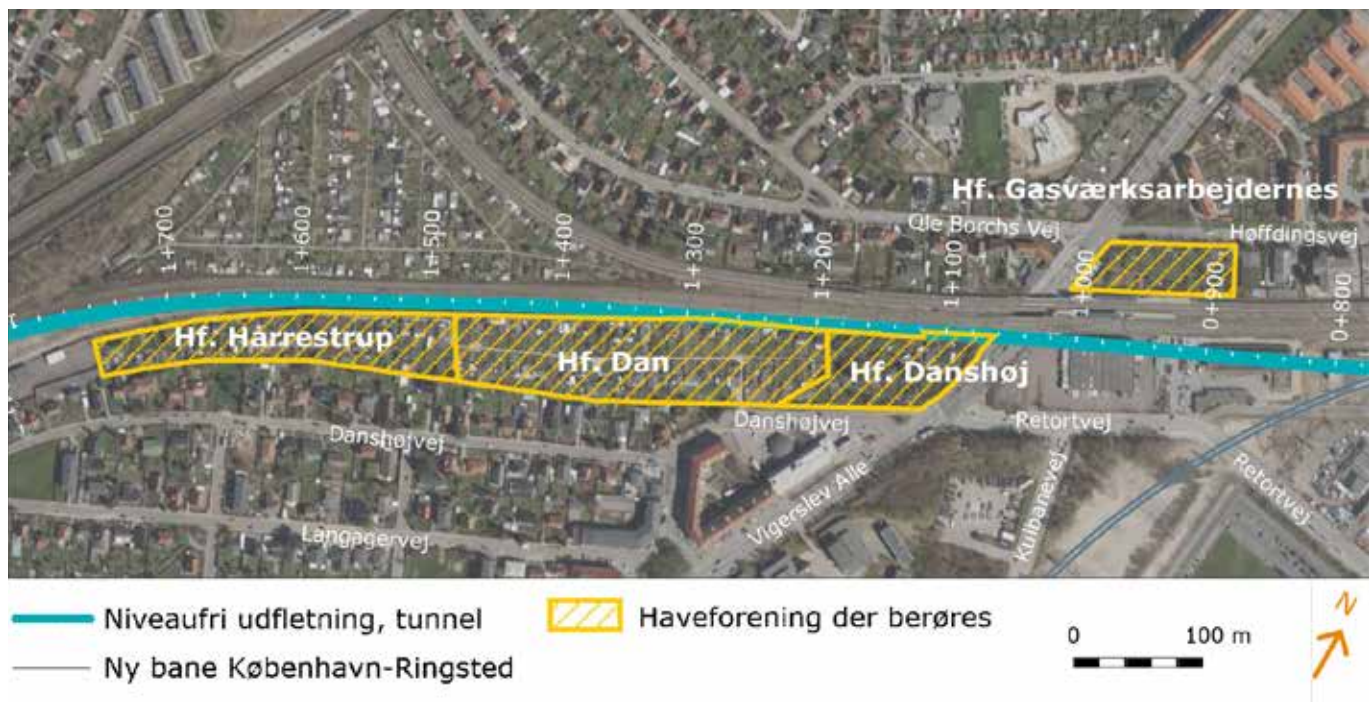 Hf. Gasværksarbejdernes
Ole Borchs Vej
Høffdingsvej
1+700
1+600
1+500
1+400
1+300
1+200
1+100
1+000
0+900
0+800
Hf. Hårrestrup
Hf. Dan
Hf. Danshøj
Danshøjvej
Danshøjvej
Retortvej
Vigerslev Alle
Kulbanevej
Retortvej
Langagervej
Niveaufri udfletning, tunnel
Haveforening der berøres
Ny bane København-Ringsted
0 100 m
N